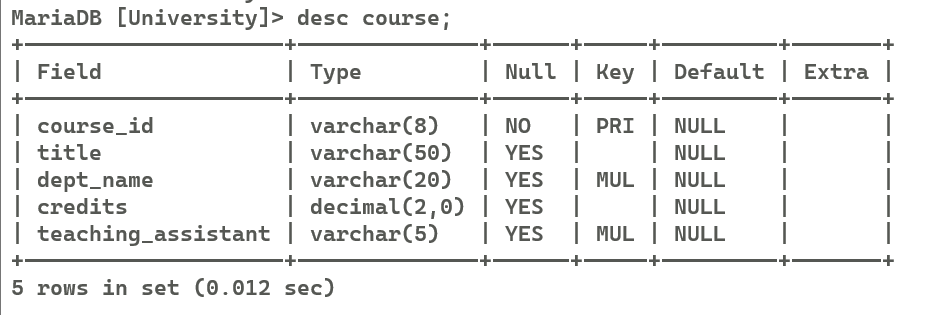 MariaDB [University]> desc course;
+--------------------+--------------+------+-----+---------+-------+
| Field              | Type         | Null | Key | Default | Extra |
+--------------------+--------------+------+-----+---------+-------+
| course_id          | varchar(8)   | NO   | PRI | NULL    |       |
| title              | varchar(50)  | YES  |     | NULL    |       |
| dept_name          | varchar(20)  | YES  | MUL | NULL    |       |
| credits            | decimal(2,0) | YES  |     | NULL    |       |
| teaching_assistant | varchar(5)   | YES  | MUL | NULL    |       |
+--------------------+--------------+------+-----+---------+-------+
5 rows in set (0.012 sec)